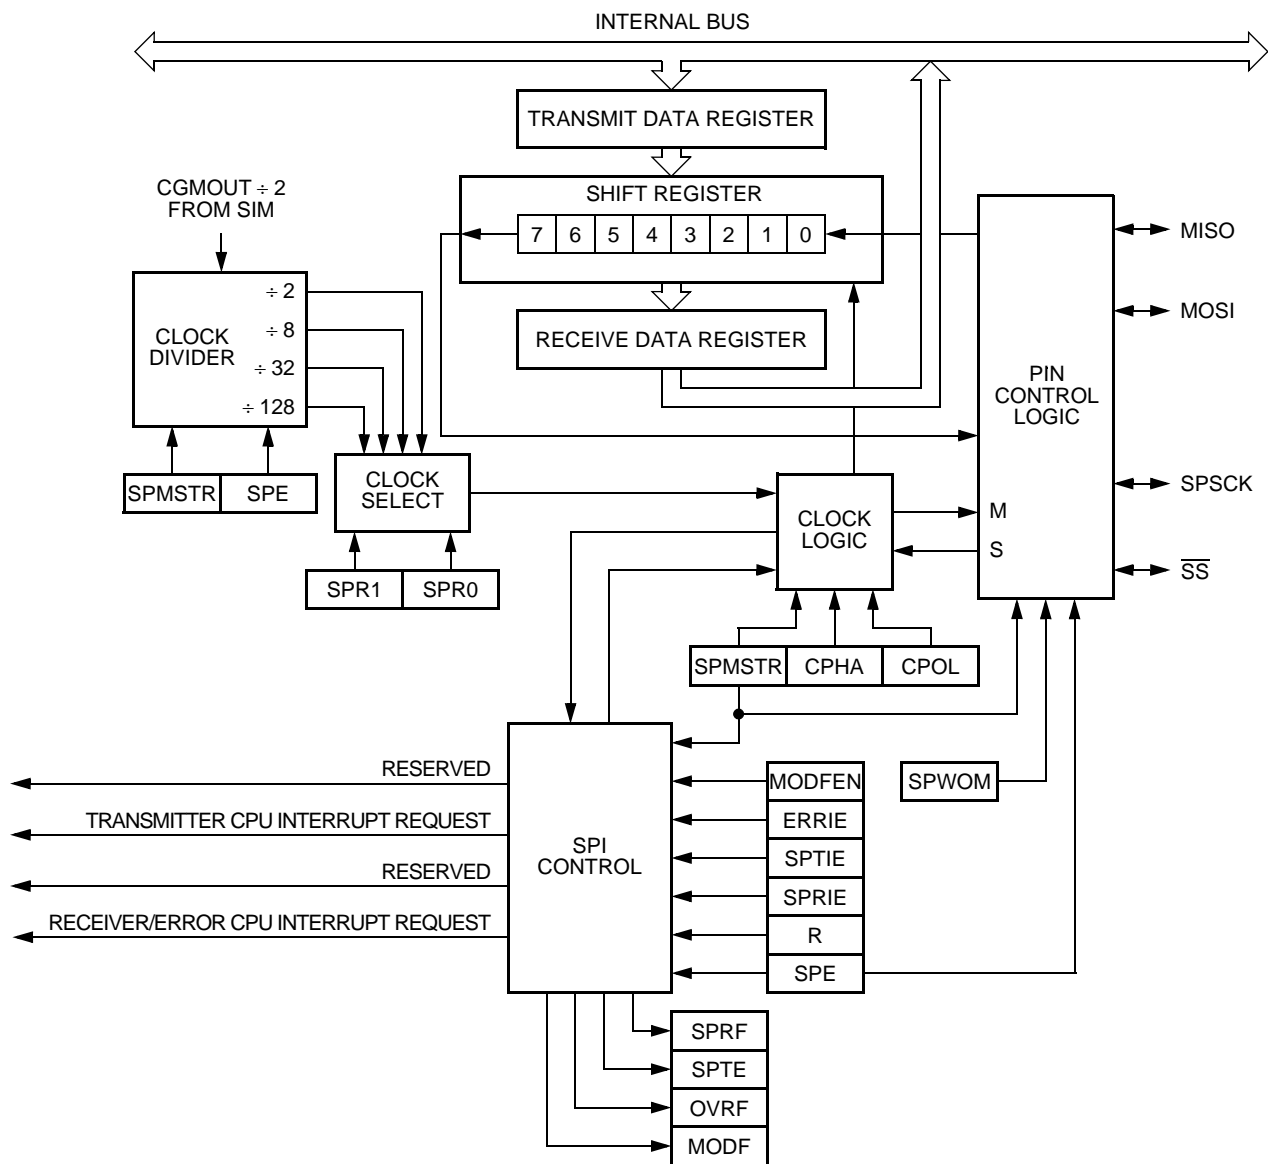 INTERNAL BUS
TRANSMIT DATA REGISTER
SHIFT REGISTER
7 6 5 4 3 2 1 0
RECEIVE DATA REGISTER
CGMOUT ÷ 2
FROM SIM
CLOCK
DIVIDER
÷ 2
÷ 8
÷ 32
÷ 128
SPMSTR SPE
CLOCK
SELECT
SPR1 SPR0
CLOCK
LOGIC
M
S
PIN
CONTROL
LOGIC
MISO
MOSI
SPSCK
S̅S̅
SPMSTR CPHA CPOL
SPWOM
RESERVED
TRANSMITTER CPU INTERRUPT REQUEST
RESERVED
RECEIVER/ERROR CPU INTERRUPT REQUEST
SPI
CONTROL
MODFEN
ERRIE
SPTIE
SPRIE
R
SPE
SPRF
SPTE
OVRF
MODF